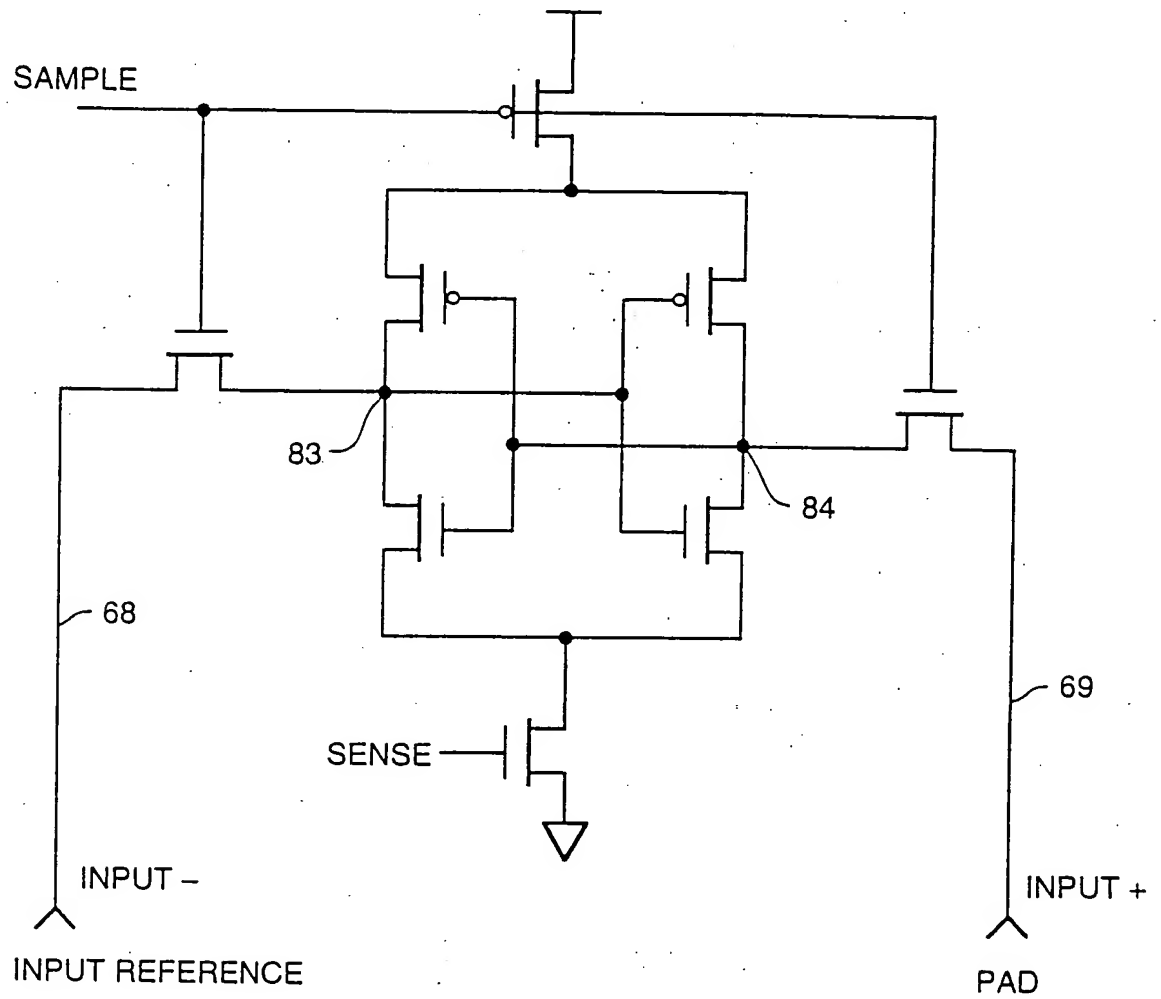 SAMPLE
83
84
68
69
SENSE
INPUT –
INPUT +
INPUT REFERENCE
PAD